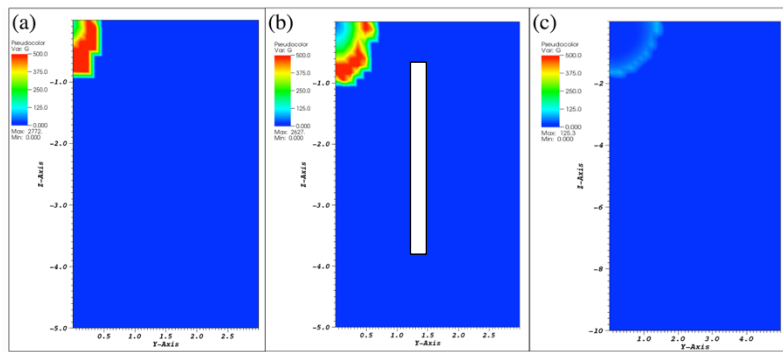 (a)
Pseudocolor
Var: G
500.0
375.0
250.0
125.0
0.000
Max: 2772.
Min: 0.000
-1.0
-2.0
-3.0
-4.0
-5.0
Z-Axis
0.5 1.0 1.5 2.0 2.5
Y-Axis
(b)
Pseudocolor
Var: G
500.0
375.0
250.0
125.0
0.000
Max: 2627.
Min: 0.000
-1.0
-2.0
-3.0
-4.0
-5.0
Z-Axis
0.5 1.0 1.5 2.0 2.5
Y-Axis
(c)
Pseudocolor
Var: G
500.0
375.0
250.0
125.0
0.000
Max: 125.3
Min: 0.000
-2
-4
-6
-8
-10
Z-Axis
1.0 2.0 3.0 4.0
Y-Axis